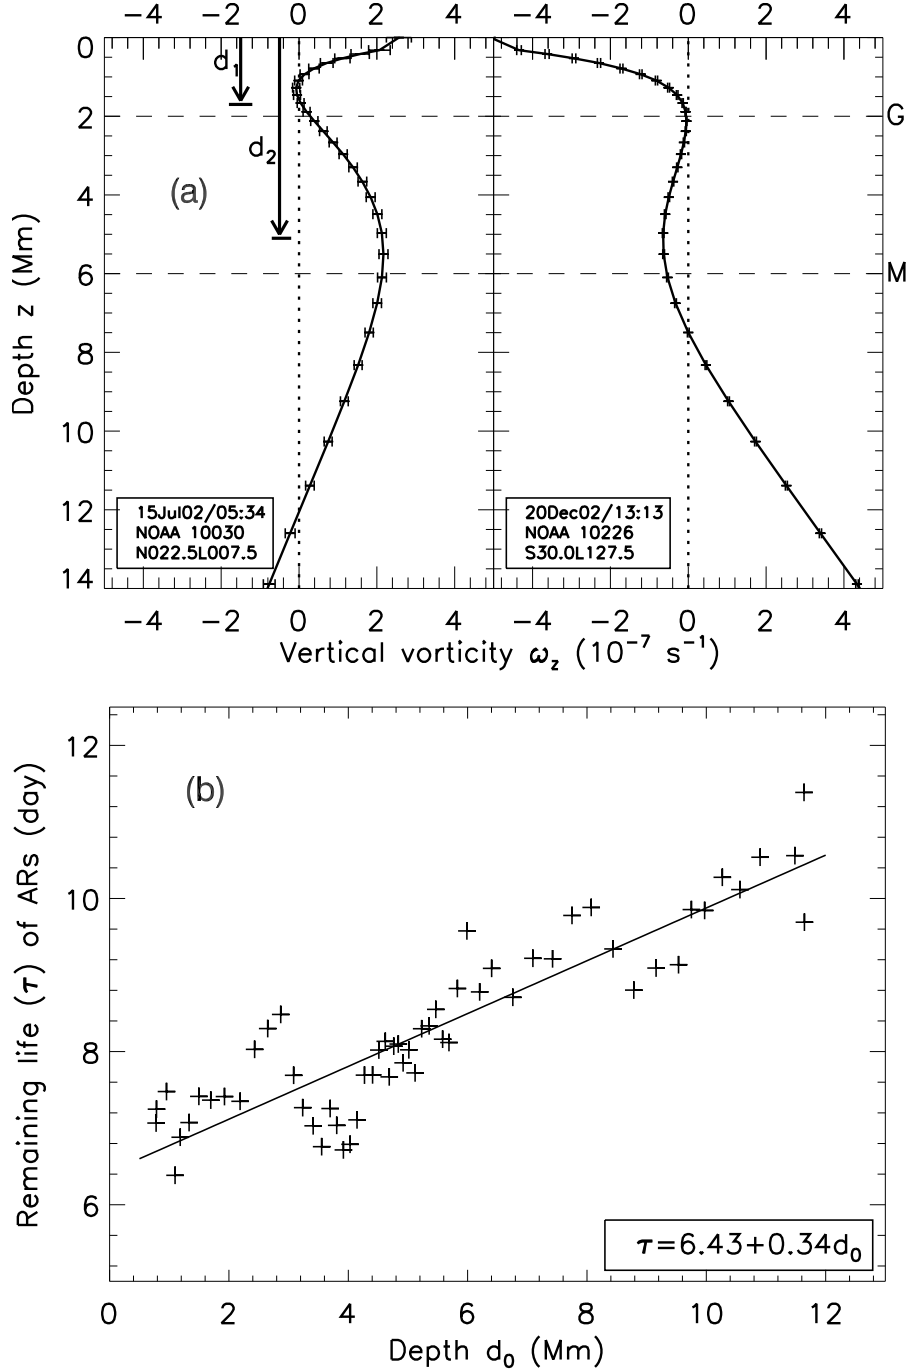 −4 −2 0 2 4 −4 −2 0 2 4
0
d1
2
G
d2
(a)
4
6
M
8
10
12
14
Depth z (Mm)
15Jul02/05:34
NOAA 10030
N022.5L007.5
20Dec02/13:13
NOAA 10226
S30.0L127.5
−4 −2 0 2 4 −4 −2 0 2 4
Vertical vorticity ωz (10−7 s−1)
12
(b)
10
8
6
Remaining life (τ) of ARs (day)
τ=6.43+0.34d0
0 2 4 6 8 10 12
Depth d0 (Mm)